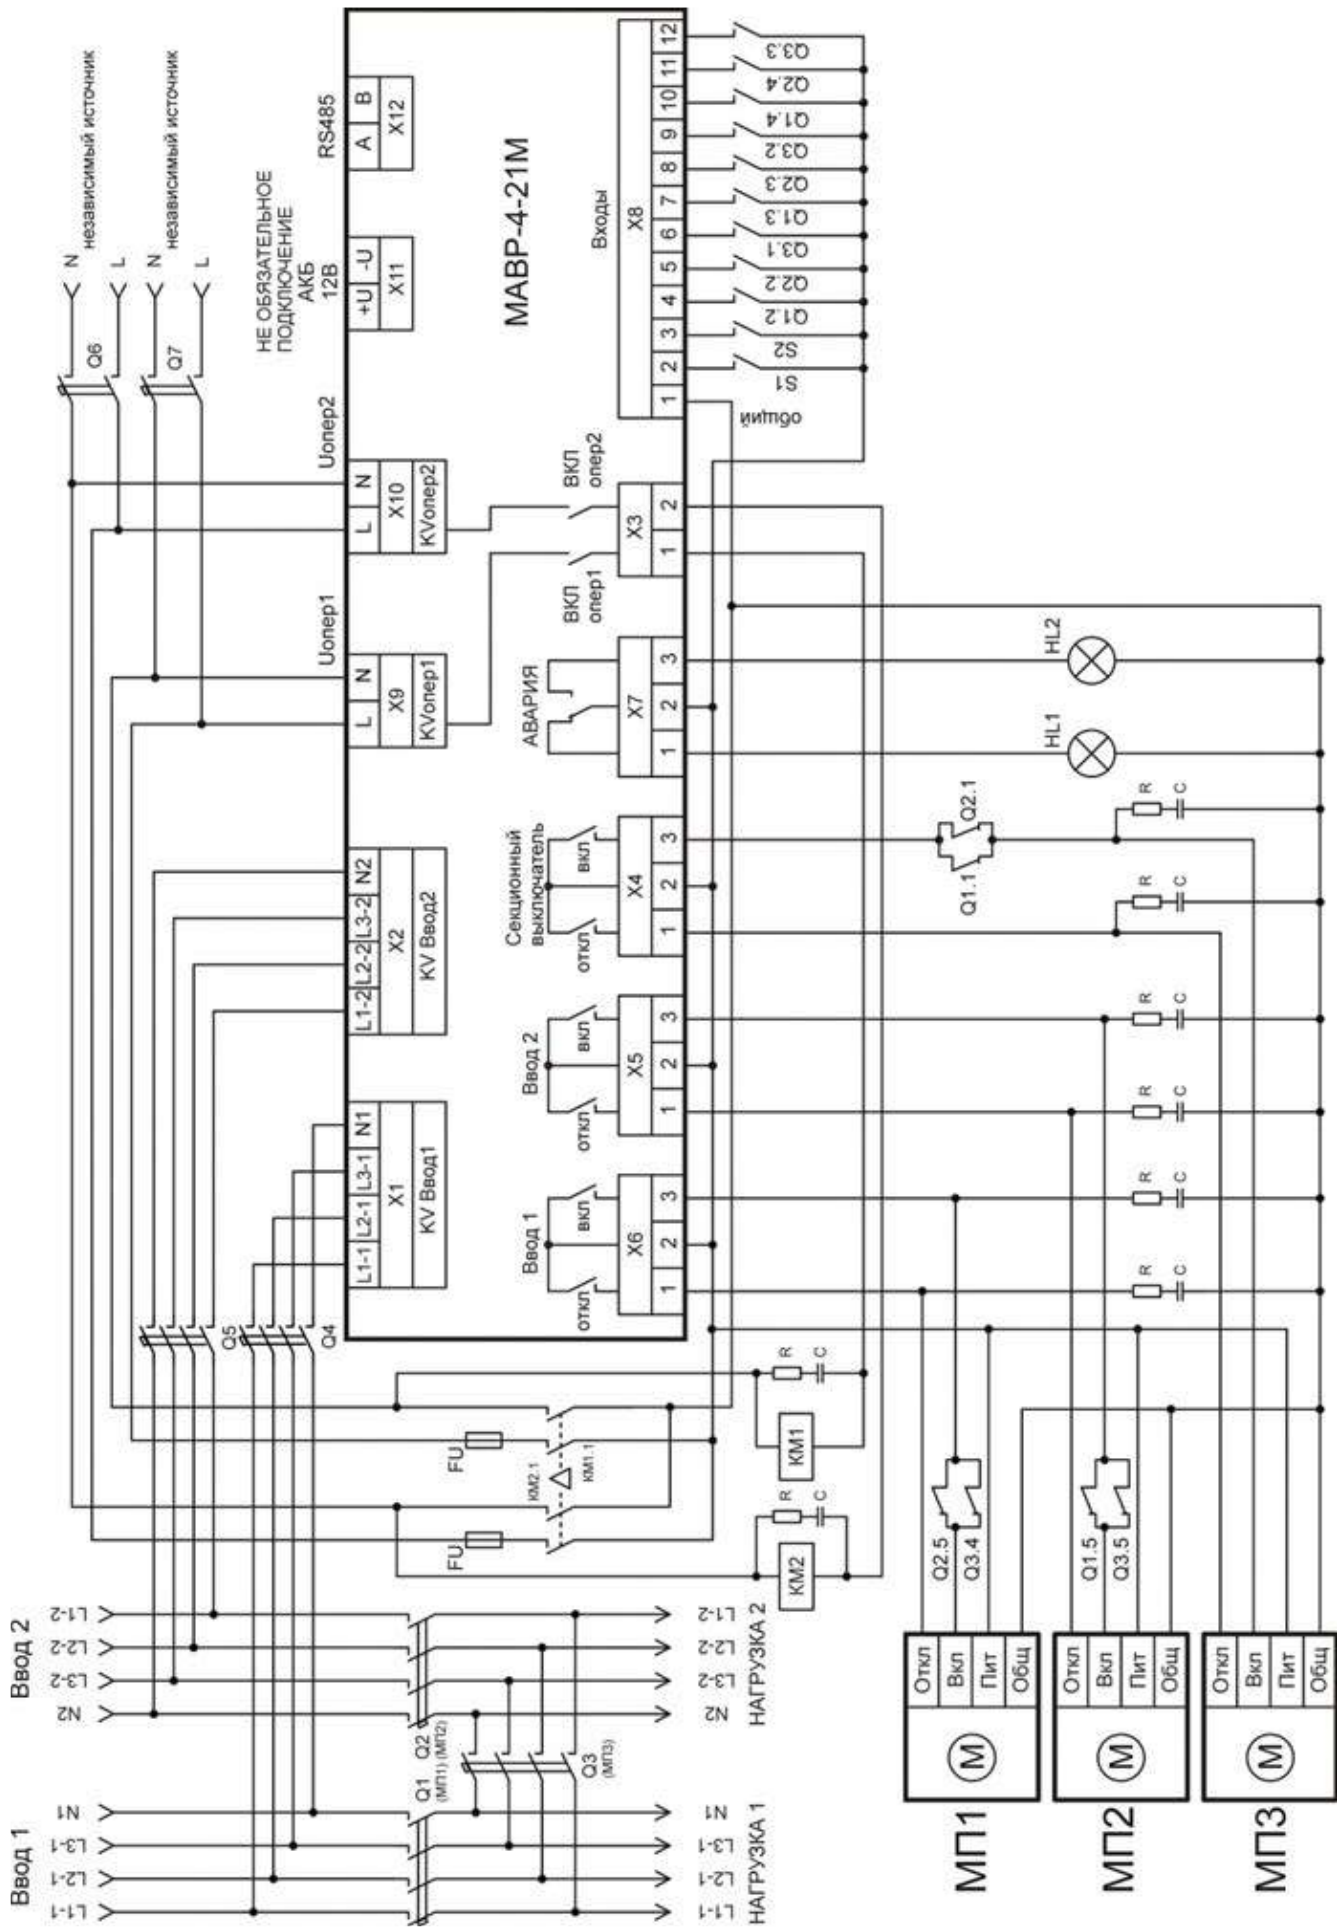 независимый источник
независимый источник
N
L
N
L
Q6
Q7
RS485
A
B
X12
НЕ ОБЯЗАТЕЛЬНОЕ
ПОДКЛЮЧЕНИЕ
АКБ
12В
+U
-U
X11
МАВР-4-21М
Uопер2
L
N
X10
KVопер2
Uопер1
L
N
X9
KVопер1
L1-2
L2-2
L3-2
N2
X2
KV Ввод2
L1-1
L2-1
L3-1
N1
X1
KV Ввод1
Входы
X8
1
2
3
4
5
6
7
8
9
10
11
12
общий
S1
S2
Q1.2
Q2.2
Q3.1
Q1.3
Q2.3
Q3.2
Q1.4
Q2.4
Q3.3
ВКЛ
опер2
ВКЛ
опер1
X3
1
2
АВАРИЯ
X7
1
2
3
Секционный
выключатель
откл
вкл
X4
1
2
3
Ввод 2
откл
вкл
X5
1
2
3
Ввод 1
откл
вкл
X6
1
2
3
HL2
HL1
Q1.1
Q2.1
R
C
R
C
R
C
R
C
R
C
R
C
Q5
Q4
FU
FU
KM2.1
KM1.1
R
C
KM1
R
C
KM2
Ввод 2
L1-2
L2-2
L3-2
N2
Ввод 1
N1
L3-1
L2-1
L1-1
Q2
(МП2)
Q1
(МП1)
Q3
(МП3)
L1-2
L2-2
L3-2
N2
НАГРУЗКА 2
N1
L3-1
L2-1
L1-1
НАГРУЗКА 1
Q2.5
Q3.4
Q1.5
Q3.5
Откл
Вкл
Пит
Общ
M
МП1
Откл
Вкл
Пит
Общ
M
МП2
Откл
Вкл
Пит
Общ
M
МП3